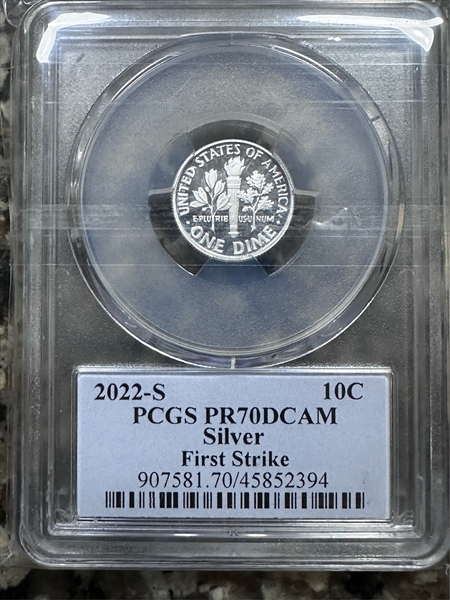 UNITED STATES OF AMERICA
E·PLURIBUS UNUM
ONE DIME
2022-S 10C
PCGS PR70DCAM
Silver
First Strike
907581.70/45852394